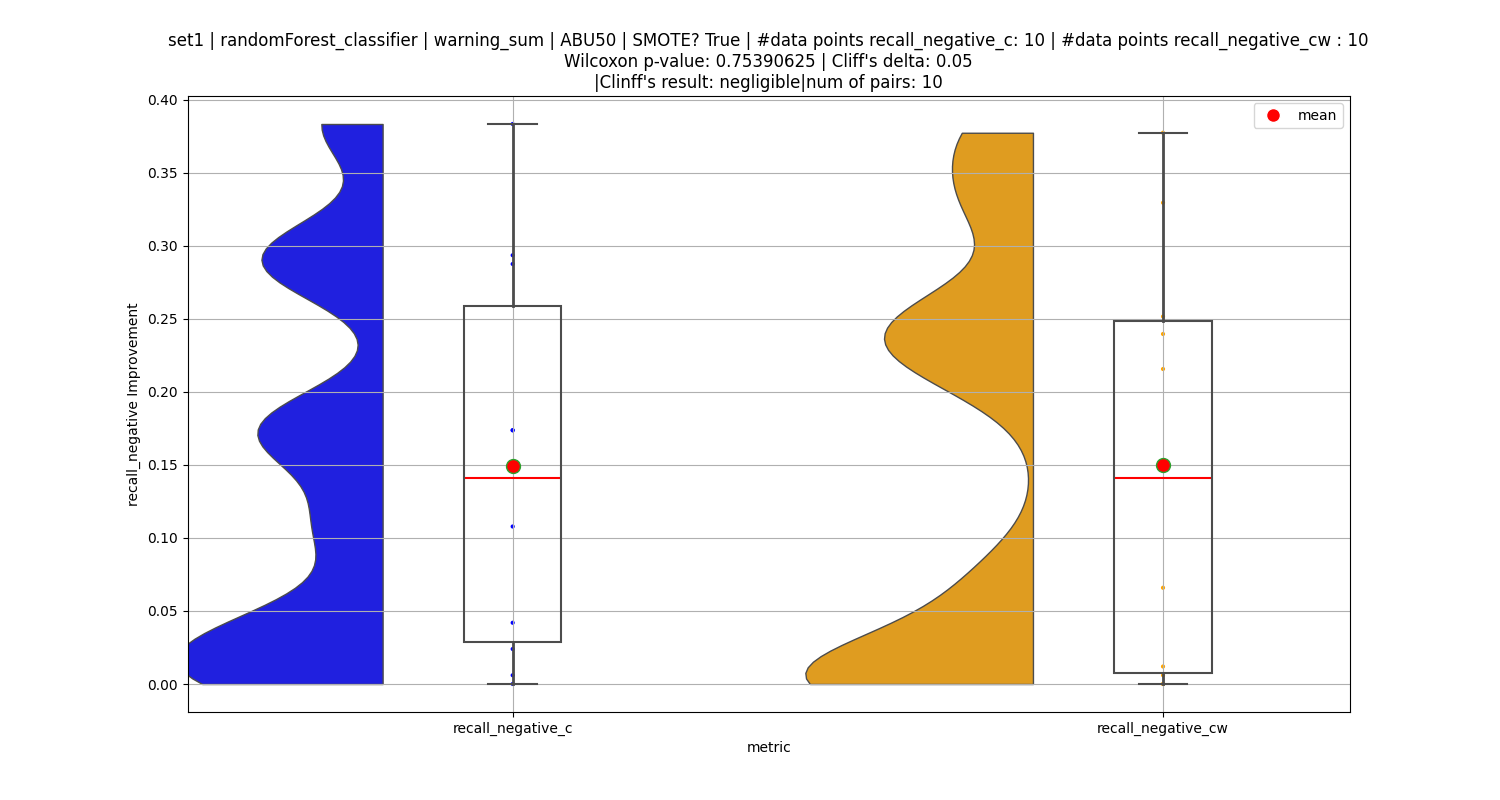 set1 | randomForest_classifier | warning_sum | ABU50 | SMOTE? True | #data points recall_negative_c: 10 | #data points recall_negative_cw : 10
Wilcoxon p-value: 0.75390625 | Cliff's delta: 0.05
|Clinff's result: negligible|num of pairs: 10
mean
0.40
0.35
0.30
0.25
0.20
0.15
0.10
0.05
0.00
recall_negative Improvement
recall_negative_c
recall_negative_cw
metric